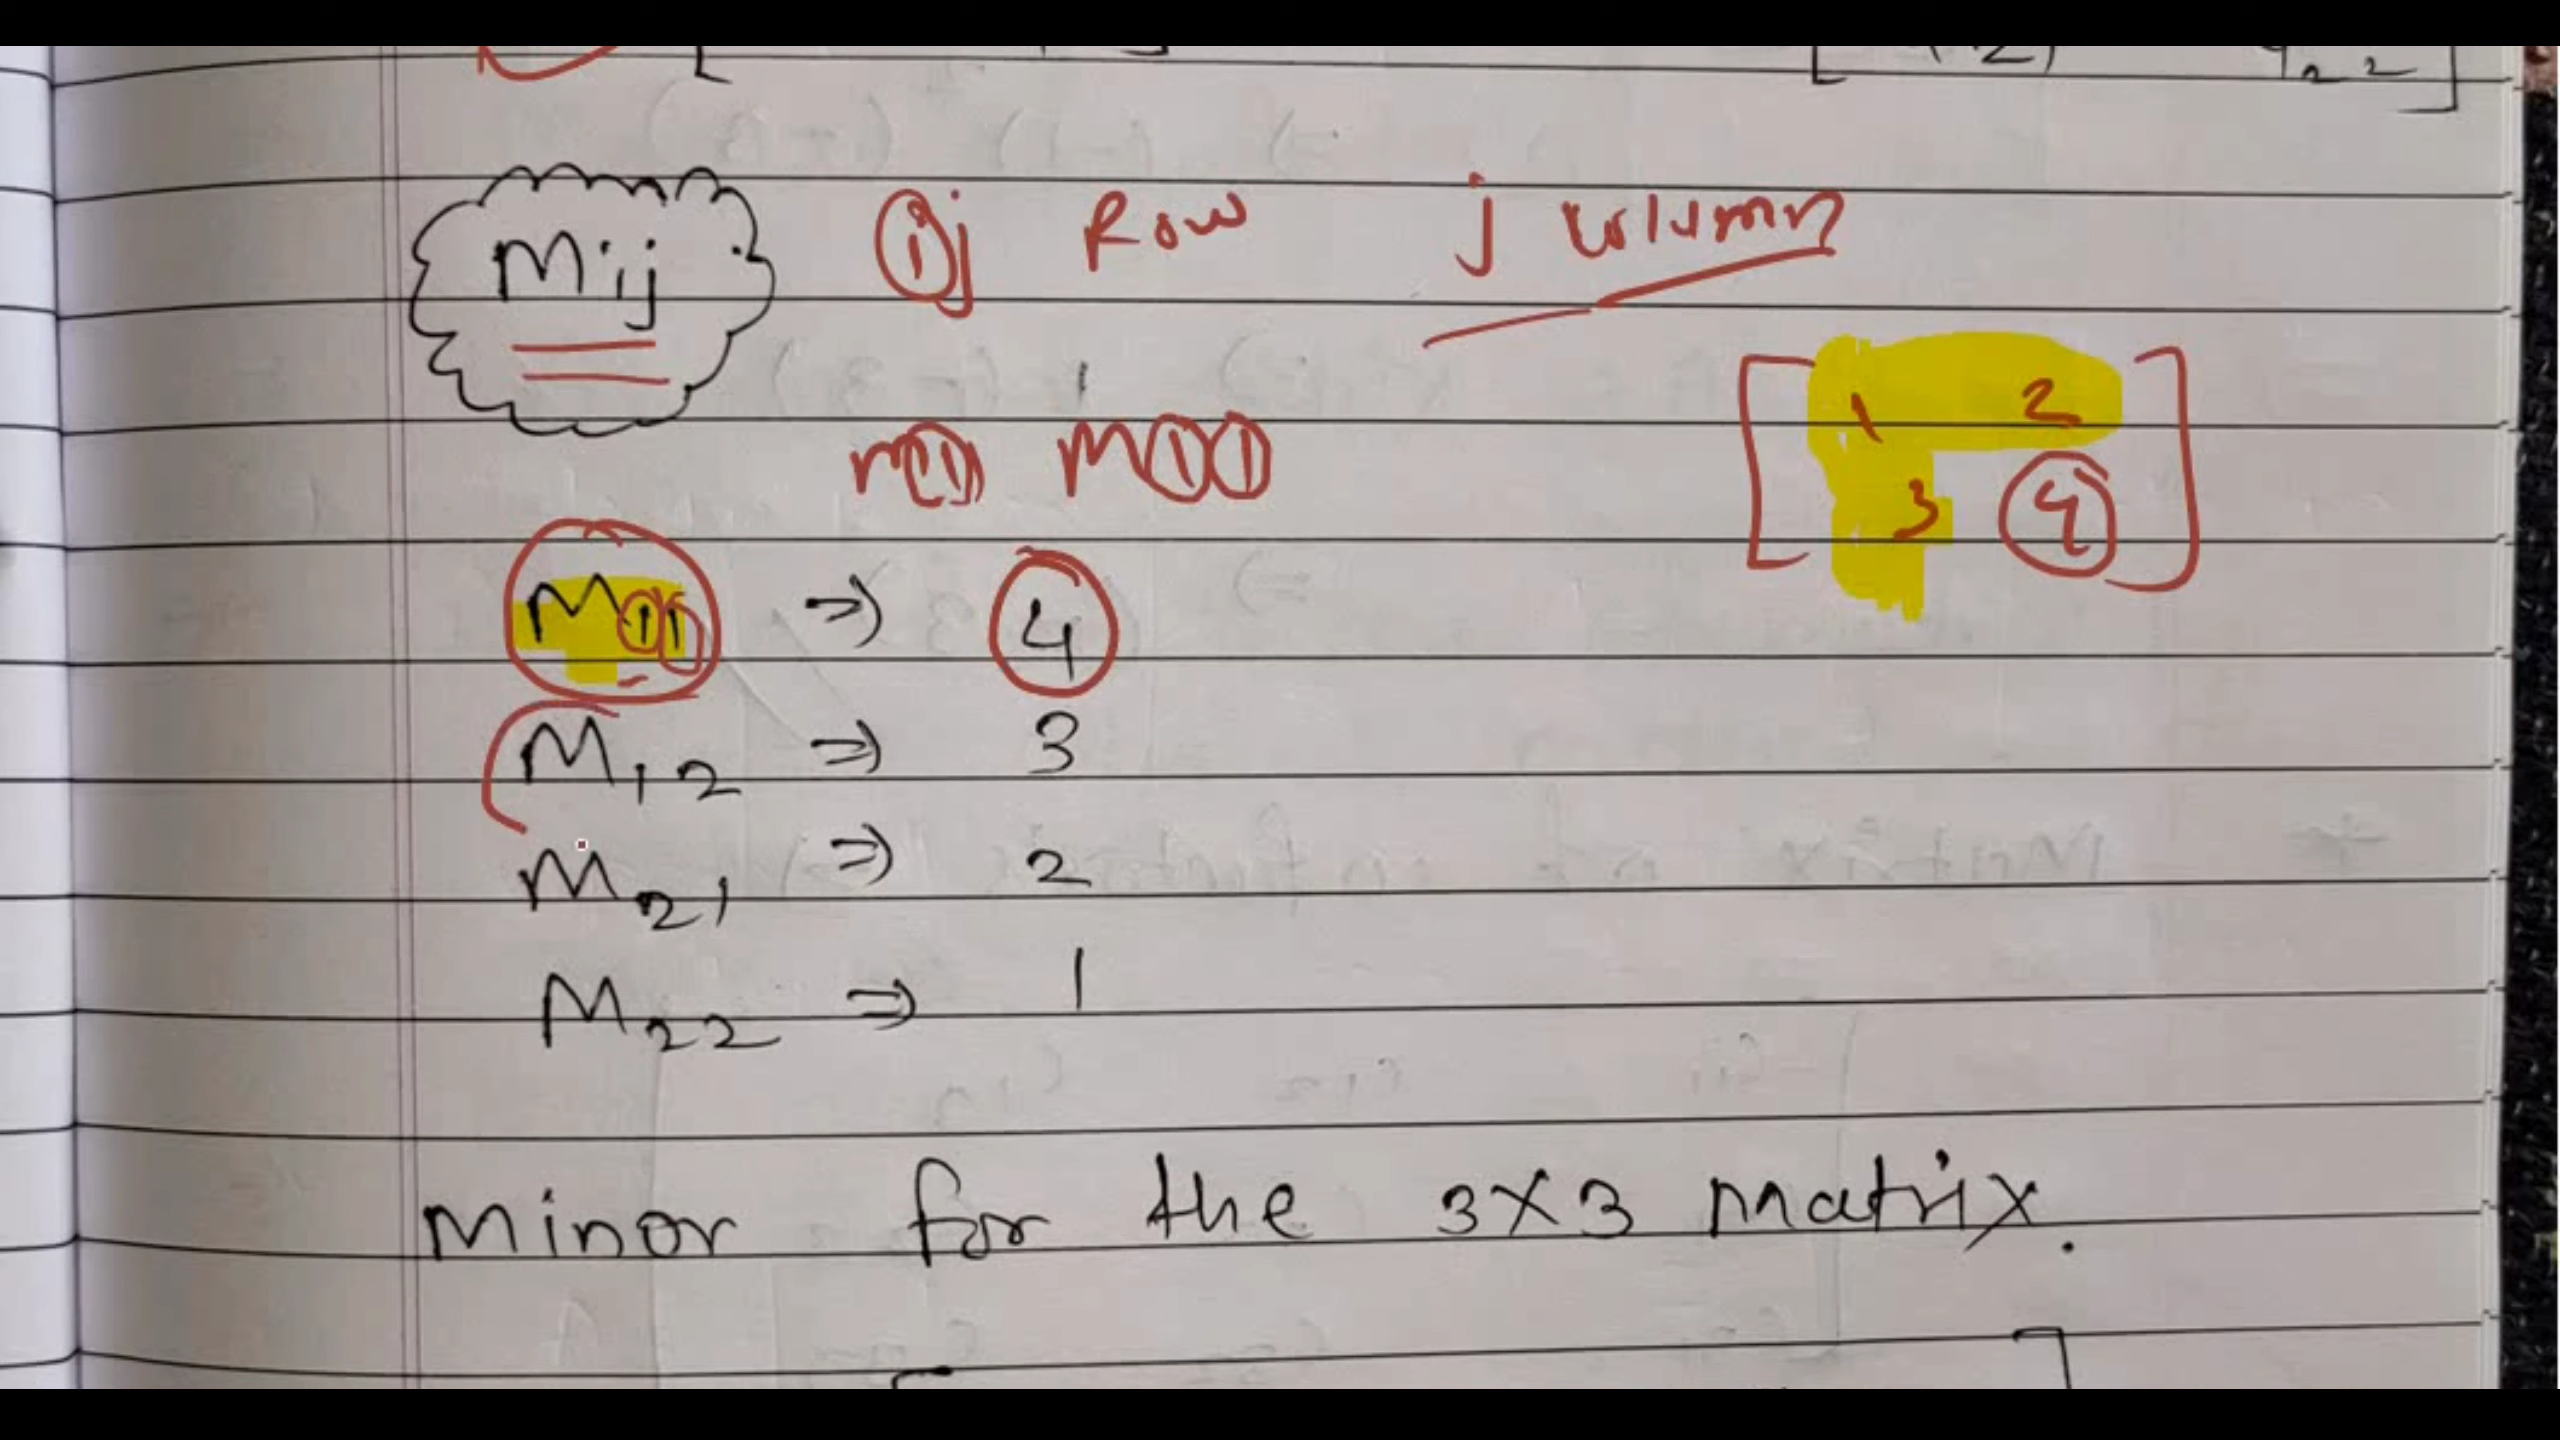 Mij ij Row j column
M11 M11
[ 1 2
3 4 ]
M11 ⇒ 4
M12 ⇒ 3
M21 ⇒ 2
M22 ⇒ 1
Minor for the 3×3 matrix.